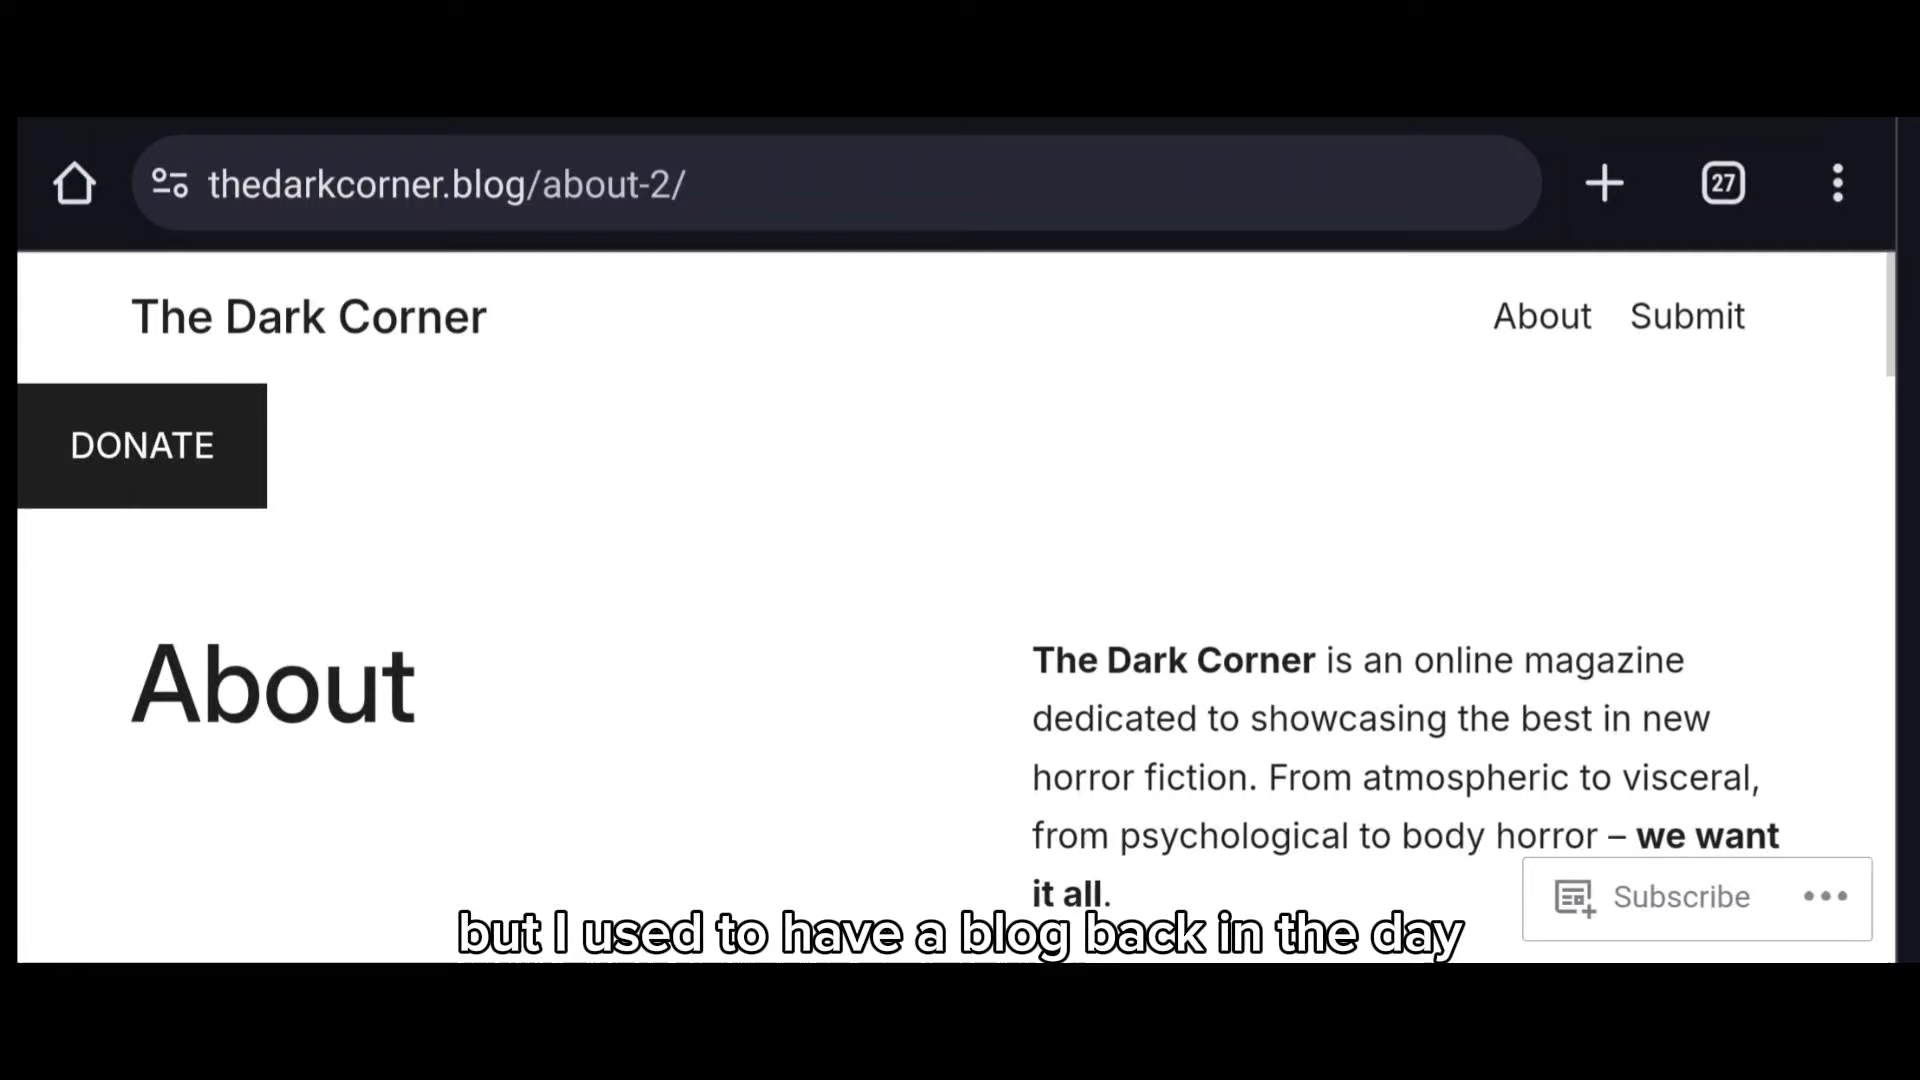 thedarkcorner.blog/about-2/
27
The Dark Corner
About Submit
DONATE
About
The Dark Corner is an online magazine
dedicated to showcasing the best in new
horror fiction. From atmospheric to visceral,
from psychological to body horror – we want
it all.
Subscribe
but I used to have a blog back in the day